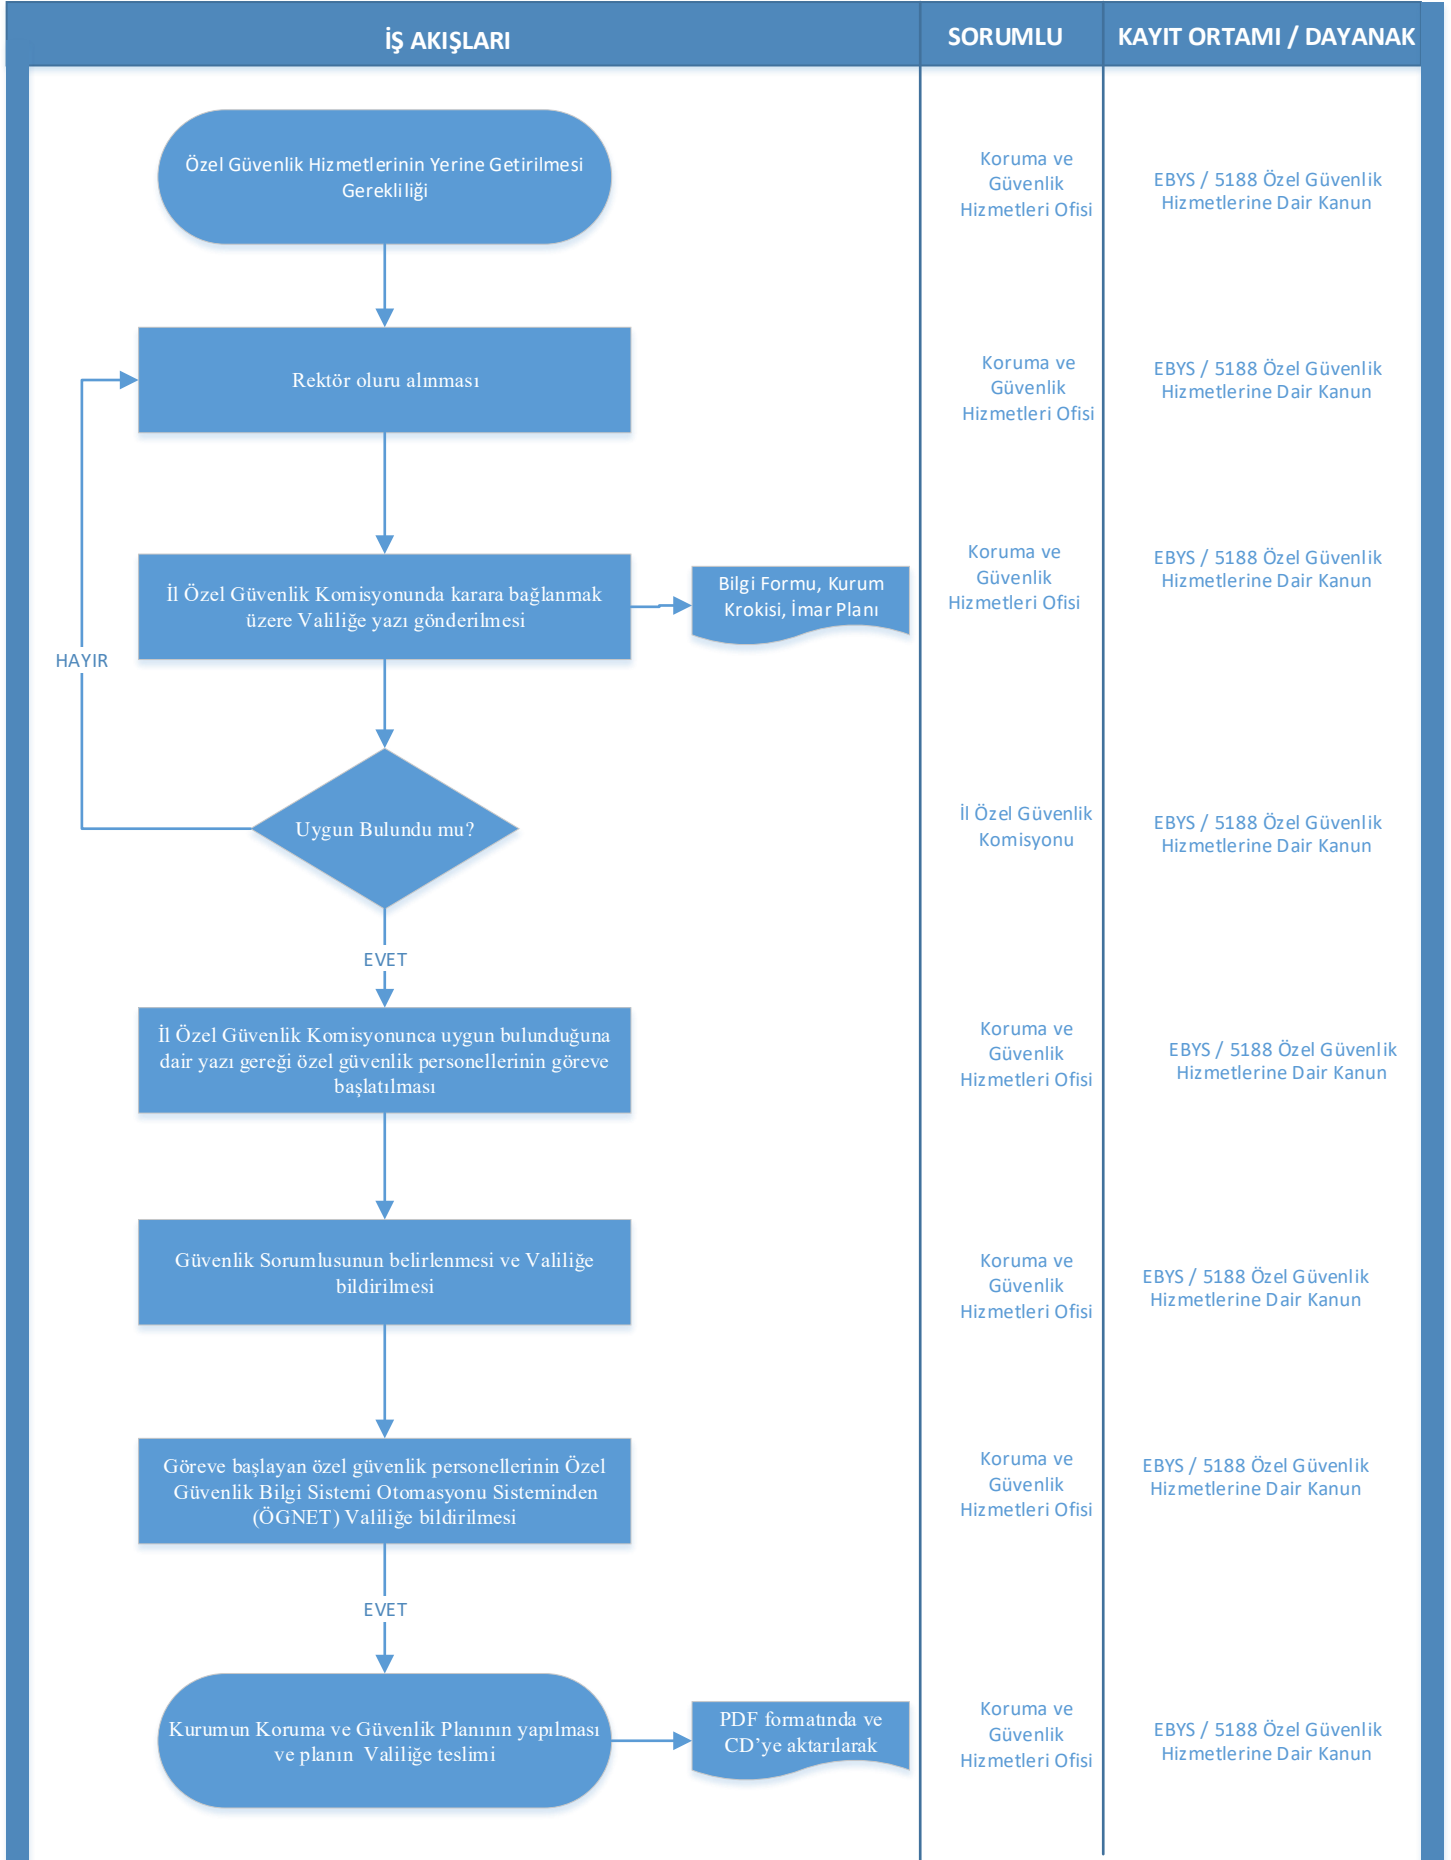 İŞ AKIŞLARI
SORUMLU
KAYIT ORTAMI / DAYANAK
Özel Güvenlik Hizmetlerinin Yerine Getirilmesi
Gerekliliği
Koruma ve
Güvenlik
Hizmetleri Ofisi
EBYS / 5188 Özel Güvenlik
Hizmetlerine Dair Kanun
Rektör oluru alınması
Koruma ve
Güvenlik
Hizmetleri Ofisi
EBYS / 5188 Özel Güvenlik
Hizmetlerine Dair Kanun
İl Özel Güvenlik Komisyonunda karara bağlanmak
üzere Valiliğe yazı gönderilmesi
Bilgi Formu, Kurum
Krokisi, İmar Planı
Koruma ve
Güvenlik
Hizmetleri Ofisi
EBYS / 5188 Özel Güvenlik
Hizmetlerine Dair Kanun
HAYIR
Uygun Bulundu mu?
İl Özel Güvenlik
Komisyonu
EBYS / 5188 Özel Güvenlik
Hizmetlerine Dair Kanun
EVET
İl Özel Güvenlik Komisyonunca uygun bulunduğuna
dair yazı gereği özel güvenlik personellerinin göreve
başlatılması
Koruma ve
Güvenlik
Hizmetleri Ofisi
EBYS / 5188 Özel Güvenlik
Hizmetlerine Dair Kanun
Güvenlik Sorumlusunun belirlenmesi ve Valiliğe
bildirilmesi
Koruma ve
Güvenlik
Hizmetleri Ofisi
EBYS / 5188 Özel Güvenlik
Hizmetlerine Dair Kanun
Göreve başlayan özel güvenlik personellerinin Özel
Güvenlik Bilgi Sistemi Otomasyonu Sisteminden
(ÖGNET) Valiliğe bildirilmesi
Koruma ve
Güvenlik
Hizmetleri Ofisi
EBYS / 5188 Özel Güvenlik
Hizmetlerine Dair Kanun
EVET
Kurumun Koruma ve Güvenlik Planının yapılması
ve planın Valiliğe teslimi
PDF formatında ve
CD'ye aktarılarak
Koruma ve
Güvenlik
Hizmetleri Ofisi
EBYS / 5188 Özel Güvenlik
Hizmetlerine Dair Kanun